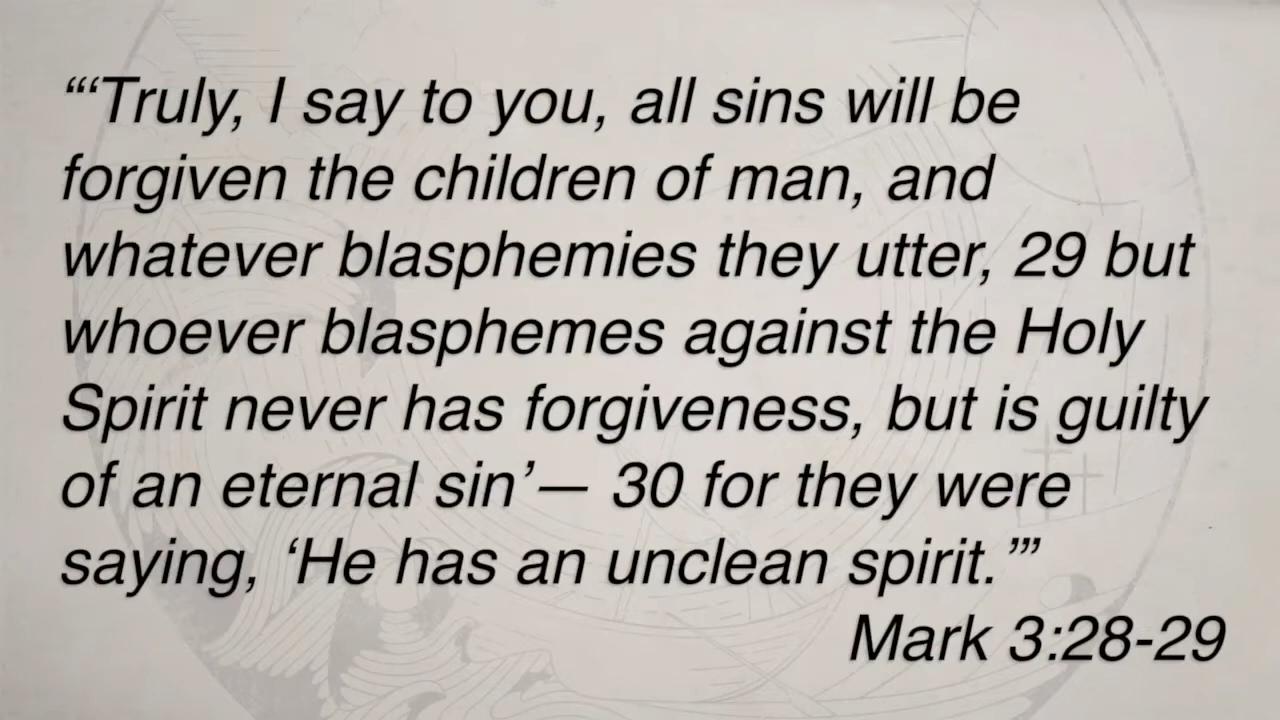 “‘Truly, I say to you, all sins will be
forgiven the children of man, and
whatever blasphemies they utter, 29 but
whoever blasphemes against the Holy
Spirit never has forgiveness, but is guilty
of an eternal sin’— 30 for they were
saying, ‘He has an unclean spirit.’”
Mark 3:28-29